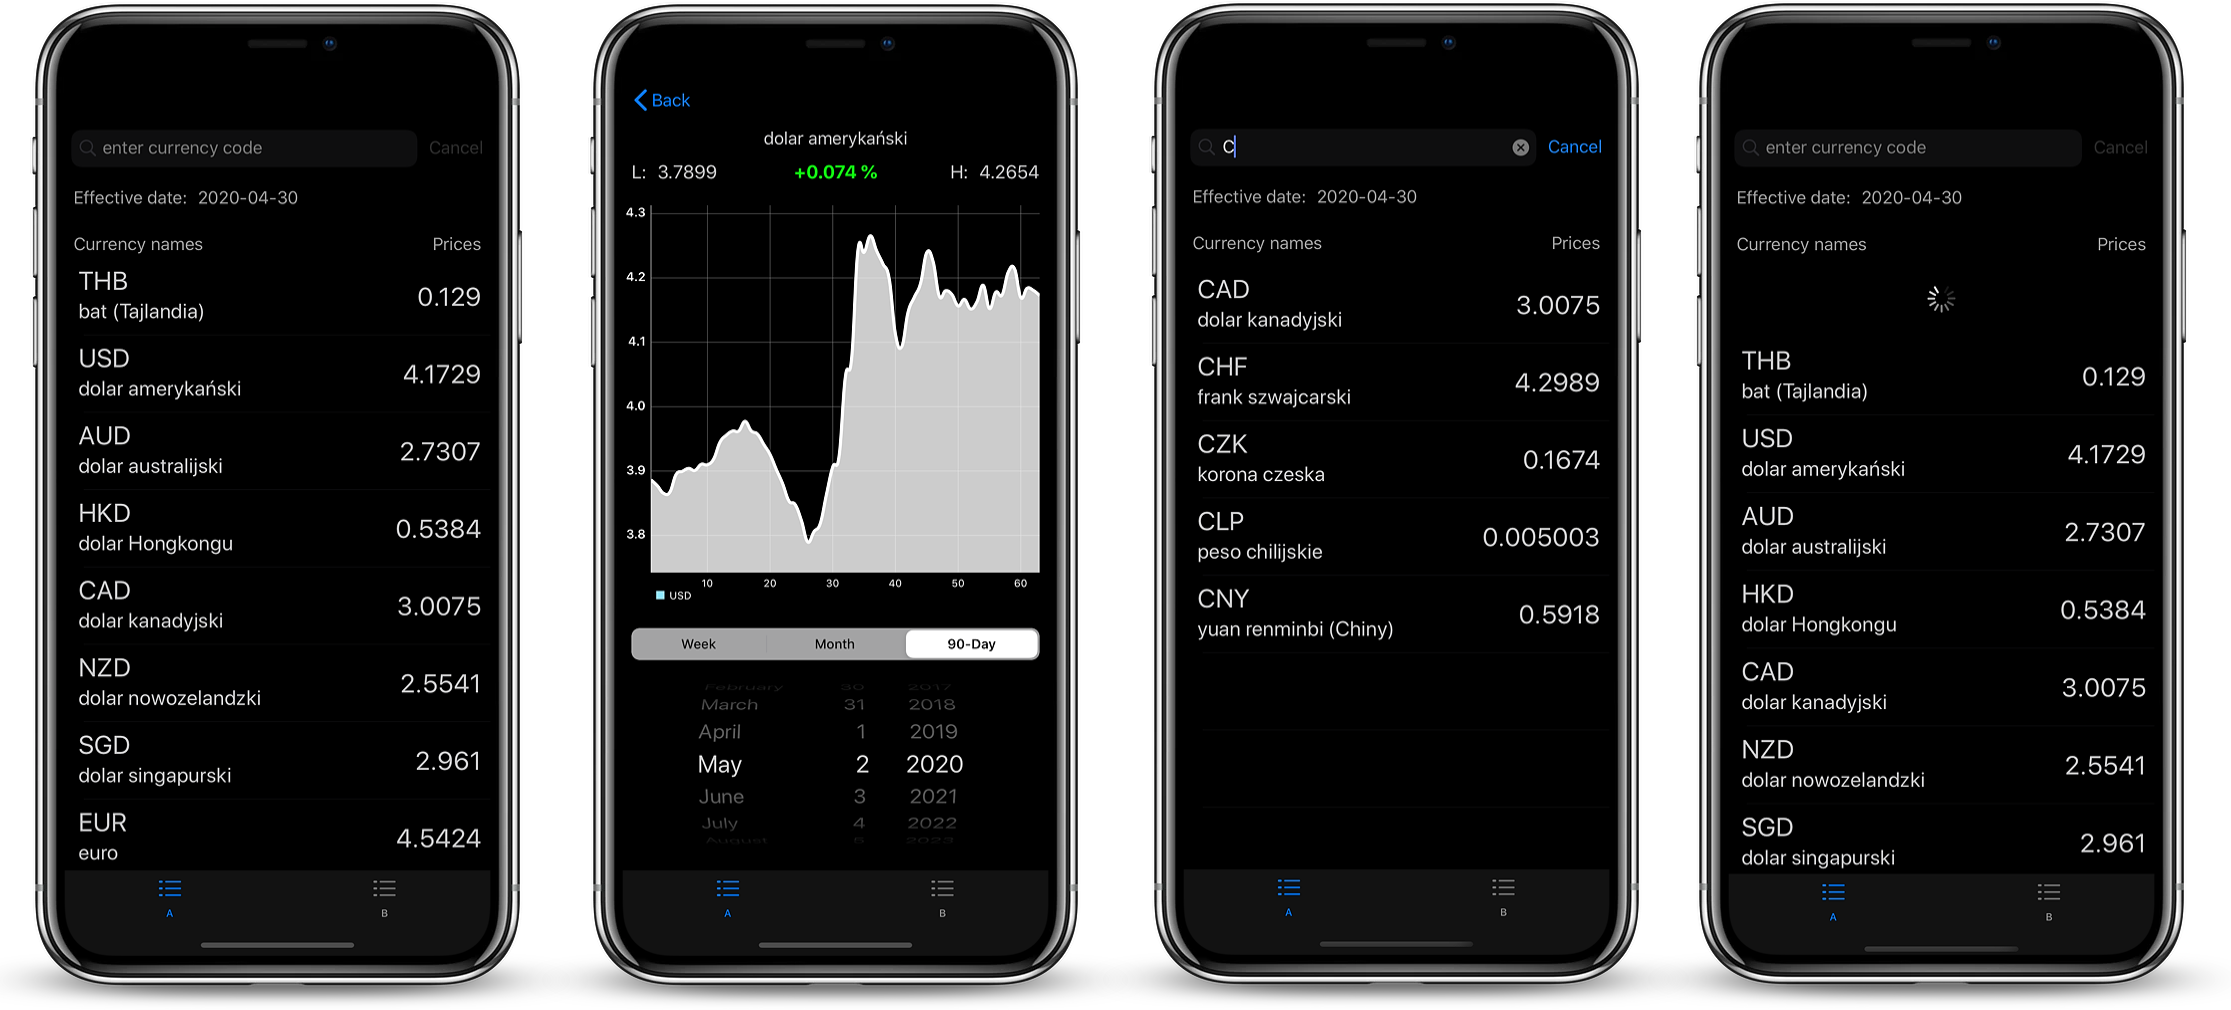 enter currency code Cancel
Effective date: 2020-04-30
Currency names Prices
THB
bat (Tajlandia) 0.129
USD
dolar amerykański 4.1729
AUD
dolar australijski 2.7307
HKD
dolar Hongkongu 0.5384
CAD
dolar kanadyjski 3.0075
NZD
dolar nowozelandzki 2.5541
SGD
dolar singapurski 2.961
EUR
euro 4.5424
A B
Back
dolar amerykański
L: 3.7899 +0.074 % H: 4.2654
4.3
4.2
4.1
4.0
3.9
3.8
10 20 30 40 50 60
USD
Week Month 90-Day
February 30 2017
March 31 2018
April 1 2019
May 2 2020
June 3 2021
July 4 2022
August 5 2023
A B
C Cancel
Effective date: 2020-04-30
Currency names Prices
CAD
dolar kanadyjski 3.0075
CHF
frank szwajcarski 4.2989
CZK
korona czeska 0.1674
CLP
peso chilijskie 0.005003
CNY
yuan renminbi (Chiny) 0.5918
A B
enter currency code Cancel
Effective date: 2020-04-30
Currency names Prices
THB
bat (Tajlandia) 0.129
USD
dolar amerykański 4.1729
AUD
dolar australijski 2.7307
HKD
dolar Hongkongu 0.5384
CAD
dolar kanadyjski 3.0075
NZD
dolar nowozelandzki 2.5541
SGD
dolar singapurski 2.961
A B